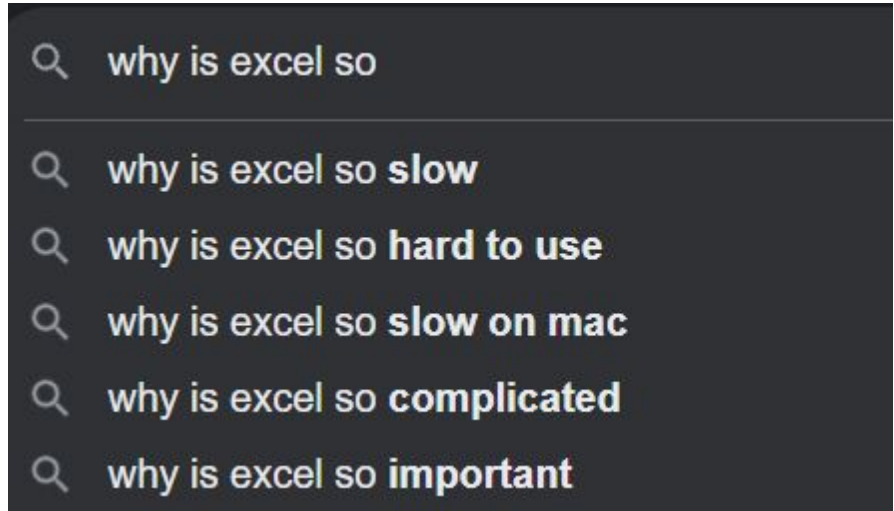 why is excel so
why is excel so slow
why is excel so hard to use
why is excel so slow on mac
why is excel so complicated
why is excel so important